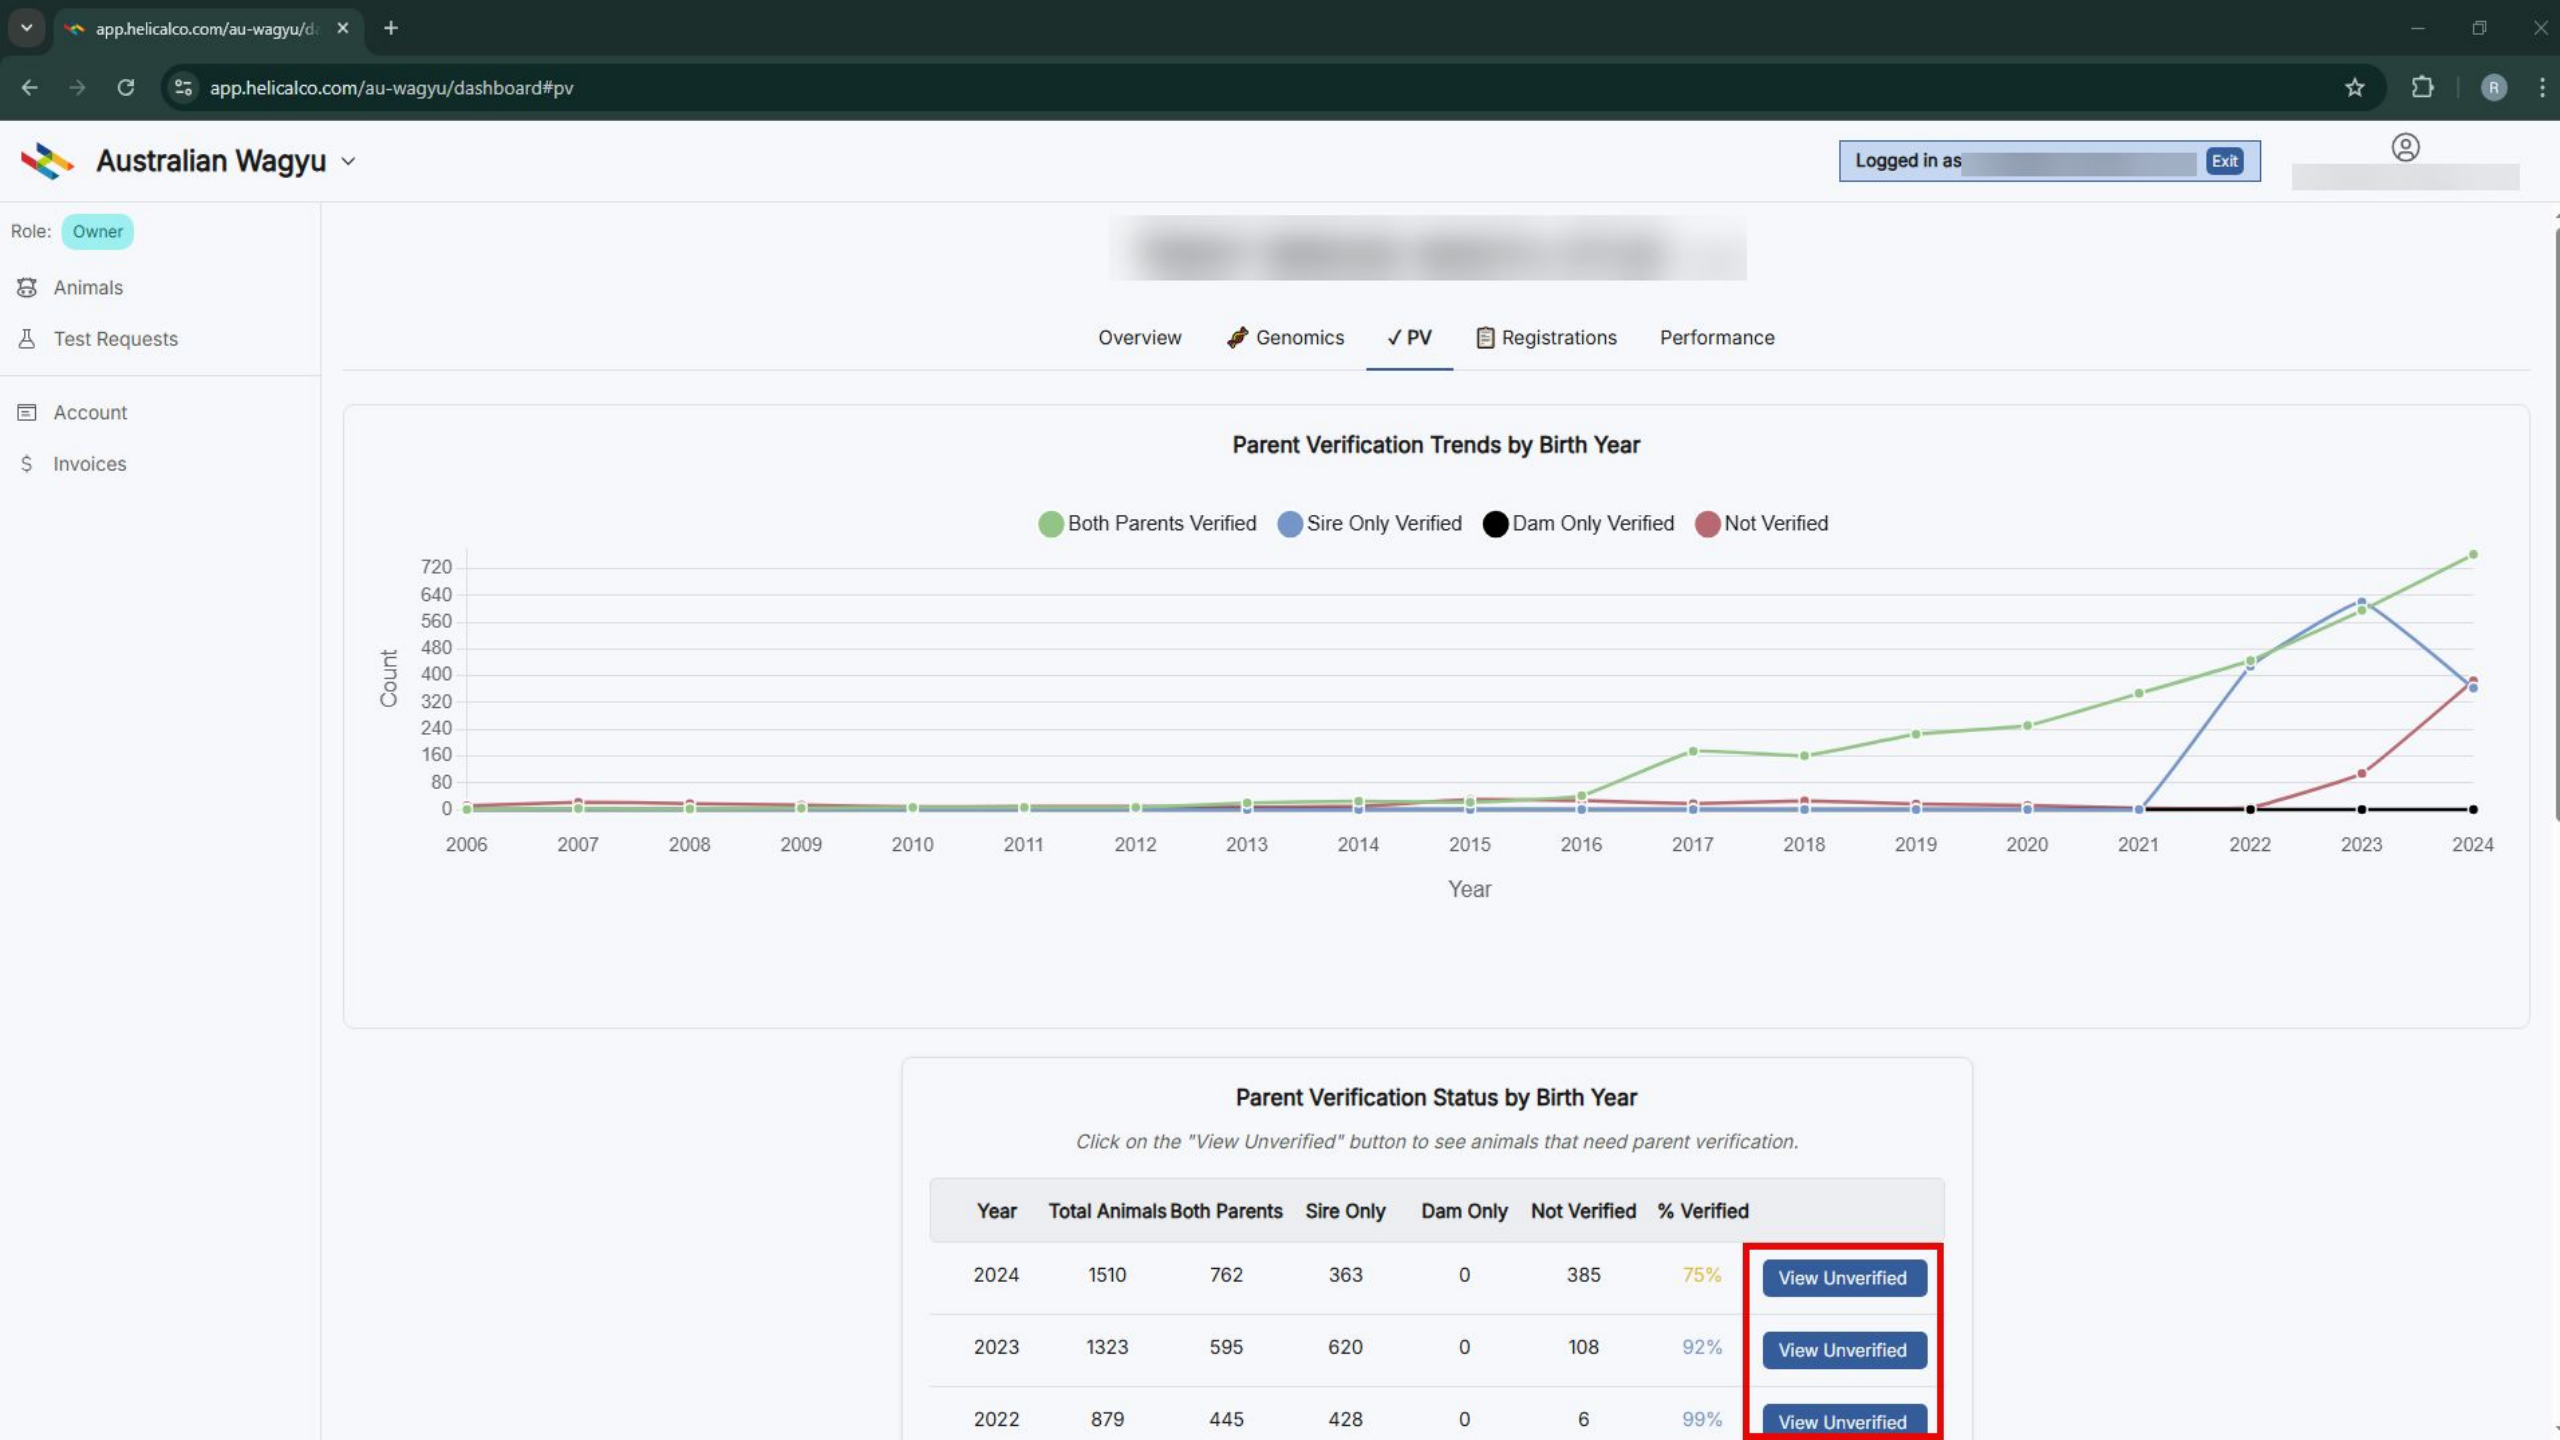 app.helicalco.com/au-wagyu/d
app.helicalco.com/au-wagyu/dashboard#pv
R
Australian Wagyu
Logged in as
Exit
Role: Owner
Animals
Test Requests
Account
$ Invoices
Overview Genomics ✓ PV Registrations Performance
Parent Verification Trends by Birth Year
Both Parents Verified Sire Only Verified Dam Only Verified Not Verified
720
640
560
480
400
320
240
160
80
0
Count
2006 2007 2008 2009 2010 2011 2012 2013 2014 2015 2016 2017 2018 2019 2020 2021 2022 2023 2024
Year
Parent Verification Status by Birth Year
Click on the "View Unverified" button to see animals that need parent verification.
Year Total Animals Both Parents Sire Only Dam Only Not Verified % Verified
2024 1510 762 363 0 385 75% View Unverified
2023 1323 595 620 0 108 92% View Unverified
2022 879 445 428 0 6 99% View Unverified